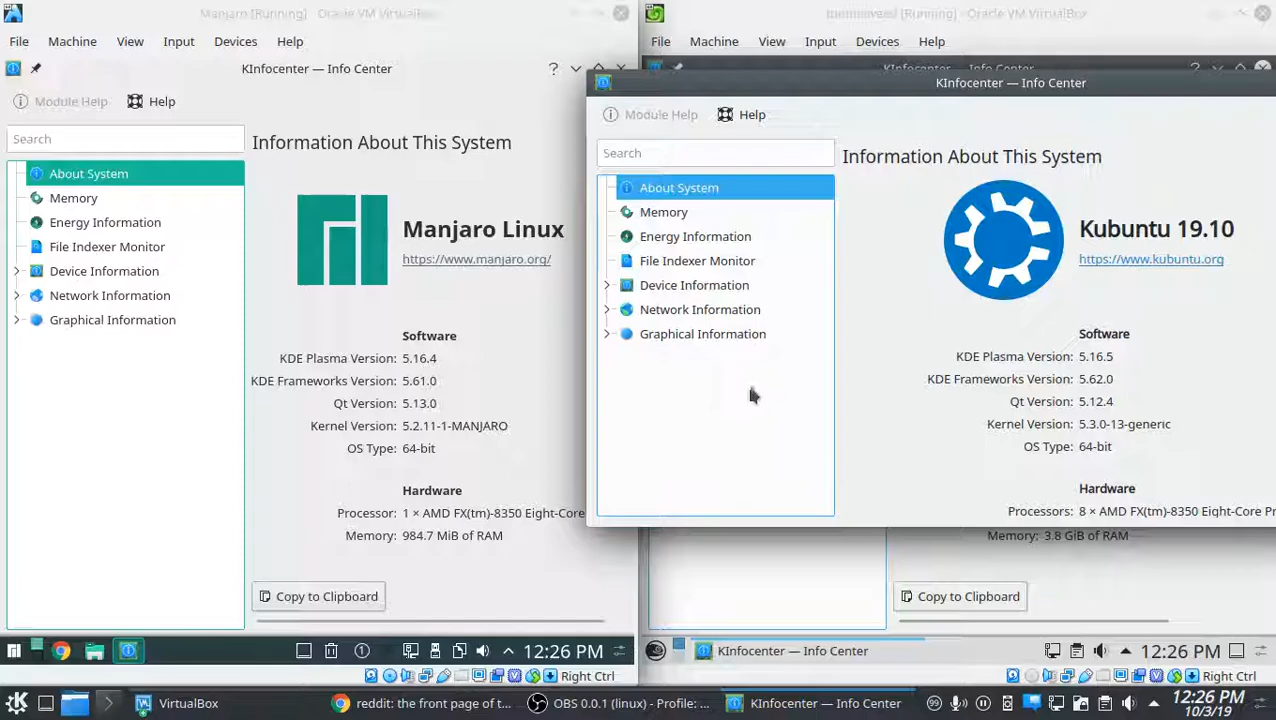 Manjaro [Running] - Oracle VM VirtualBox
File Machine View Input Devices Help
KInfocenter — Info Center
Module Help Help
Search
About System
Memory
Energy Information
File Indexer Monitor
Device Information
Network Information
Graphical Information
Information About This System
Manjaro Linux
https://www.manjaro.org/
Software
KDE Plasma Version: 5.16.4
KDE Frameworks Version: 5.61.0
Qt Version: 5.13.0
Kernel Version: 5.2.11-1-MANJARO
OS Type: 64-bit
Hardware
Processor: 1 × AMD FX(tm)-8350 Eight-Core
Memory: 984.7 MiB of RAM
Copy to Clipboard
12:26 PM
Right Ctrl
[Running] - Oracle VM VirtualBox
File Machine View Input Devices Help
KInfocenter — Info Center
KInfocenter — Info Center
Module Help Help
Search
About System
Memory
Energy Information
File Indexer Monitor
Device Information
Network Information
Graphical Information
Information About This System
Kubuntu 19.10
https://www.kubuntu.org
Software
KDE Plasma Version: 5.16.5
KDE Frameworks Version: 5.62.0
Qt Version: 5.12.4
Kernel Version: 5.3.0-13-generic
OS Type: 64-bit
Hardware
Processors: 8 × AMD FX(tm)-8350 Eight-Core Pr
Memory: 3.8 GiB of RAM
Copy to Clipboard
KInfocenter — Info Center 12:26 PM
Right Ctrl
VirtualBox reddit: the front page of t... OBS 0.0.1 (linux) - Profile: ... KInfocenter — Info Center 99 12:26 PM
10/3/19